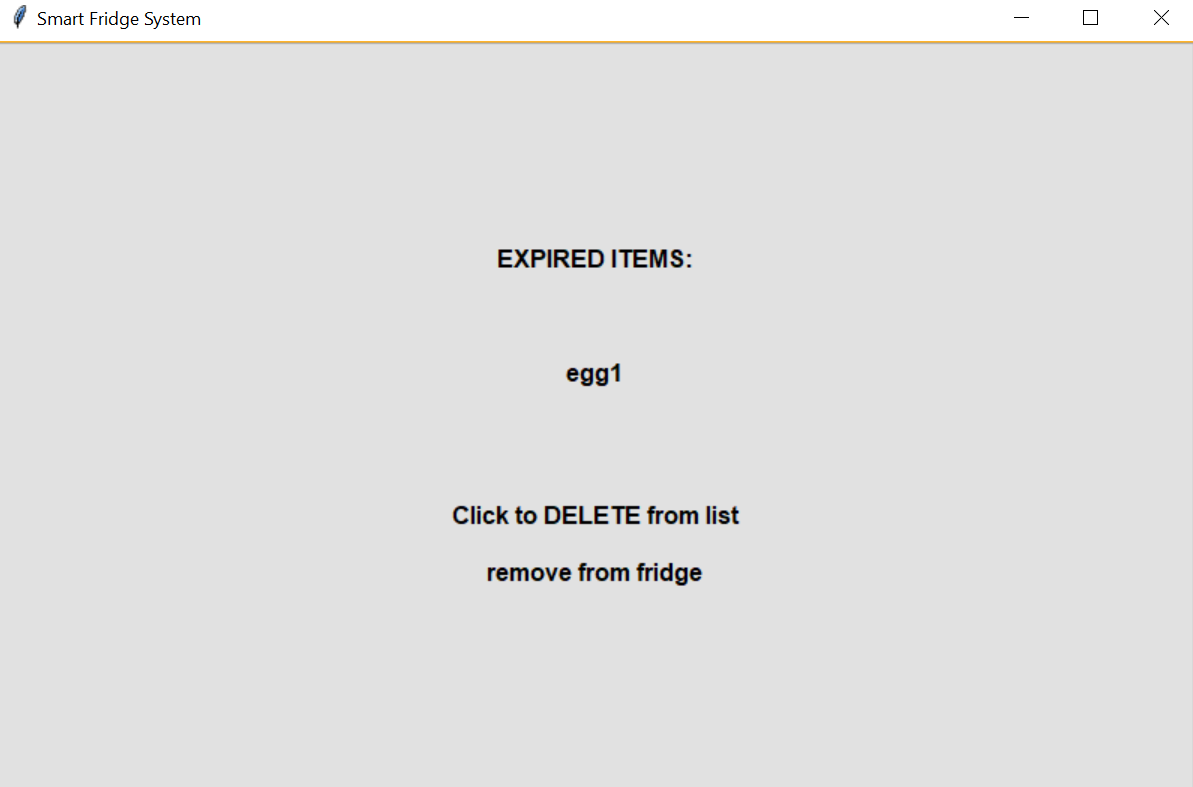 Smart Fridge System
EXPIRED ITEMS:
egg1
Click to DELETE from list
remove from fridge